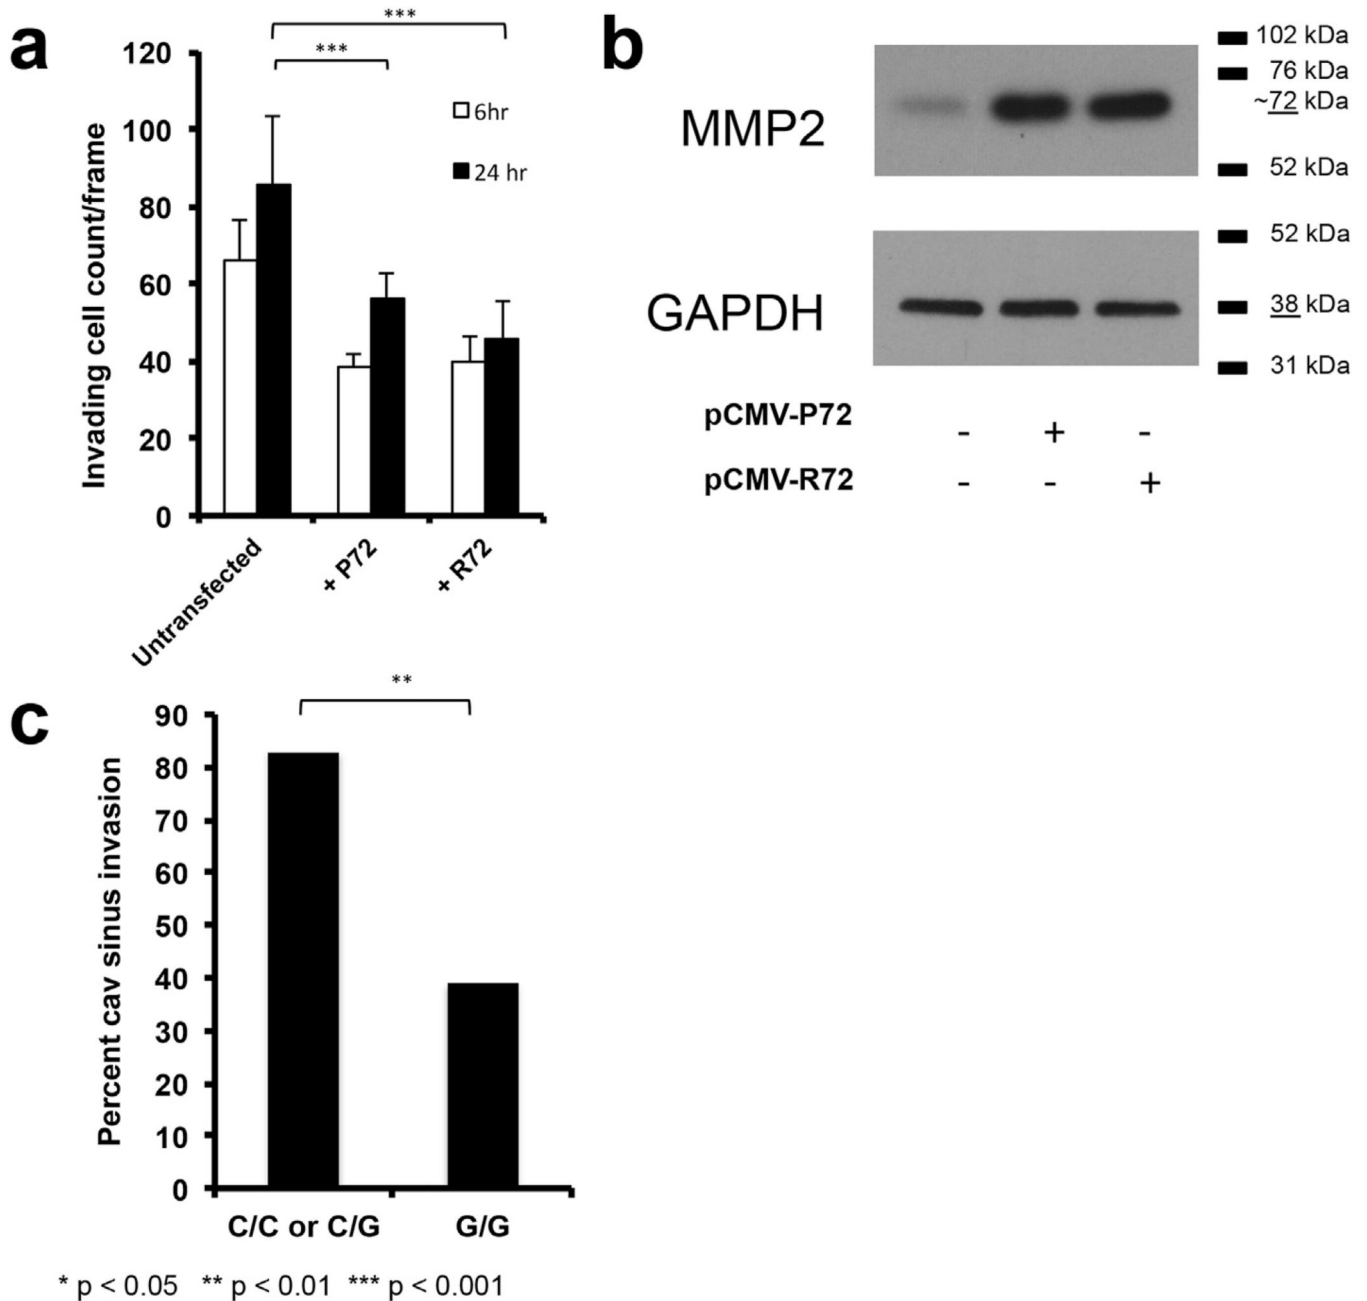 a
***
***
120
100
80
60
40
20
0
Invading cell count/frame
6hr
24 hr
Untransfected
+ P72
+ R72
b
MMP2
102 kDa
76 kDa
~72 kDa
52 kDa
GAPDH
52 kDa
38 kDa
31 kDa
pCMV-P72 - + -
pCMV-R72 - - +
c
**
90
80
70
60
50
40
30
20
10
0
Percent cav sinus invasion
C/C or C/G
G/G
* p < 0.05 ** p < 0.01 *** p < 0.001